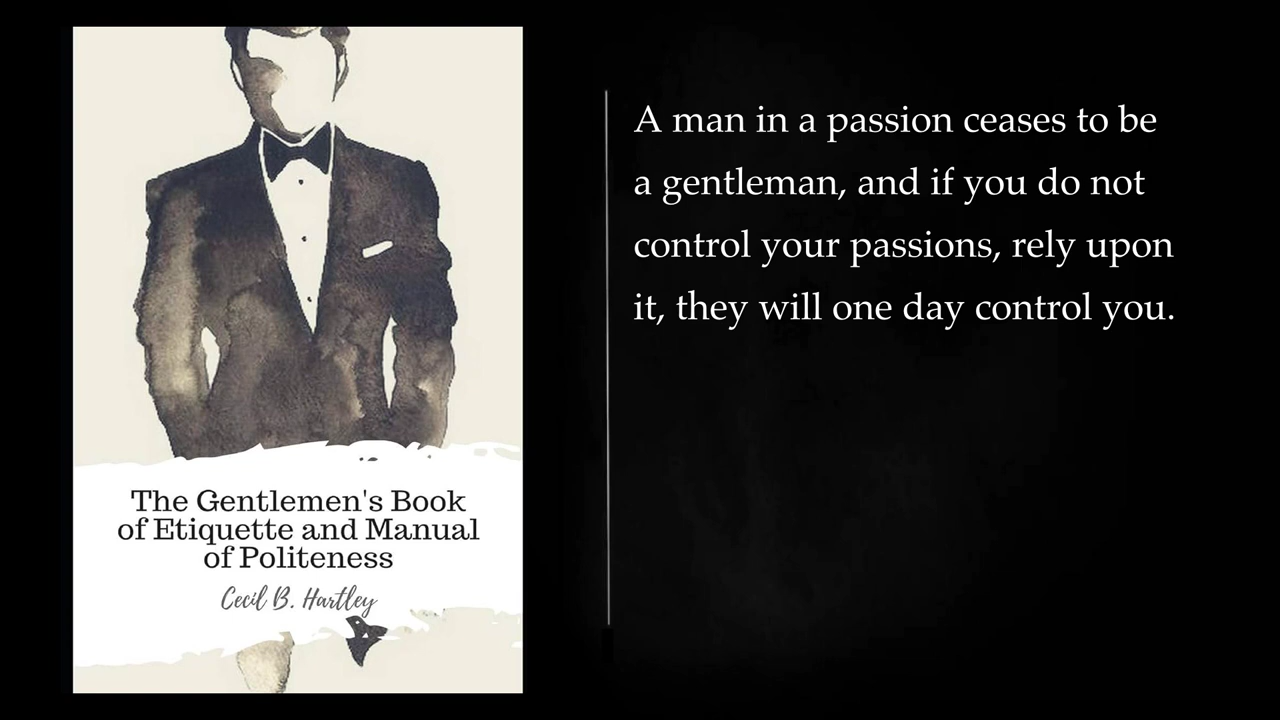 The Gentlemen's Book
of Etiquette and Manual
of Politeness
Cecil B. Hartley
A man in a passion ceases to be
a gentleman, and if you do not
control your passions, rely upon
it, they will one day control you.